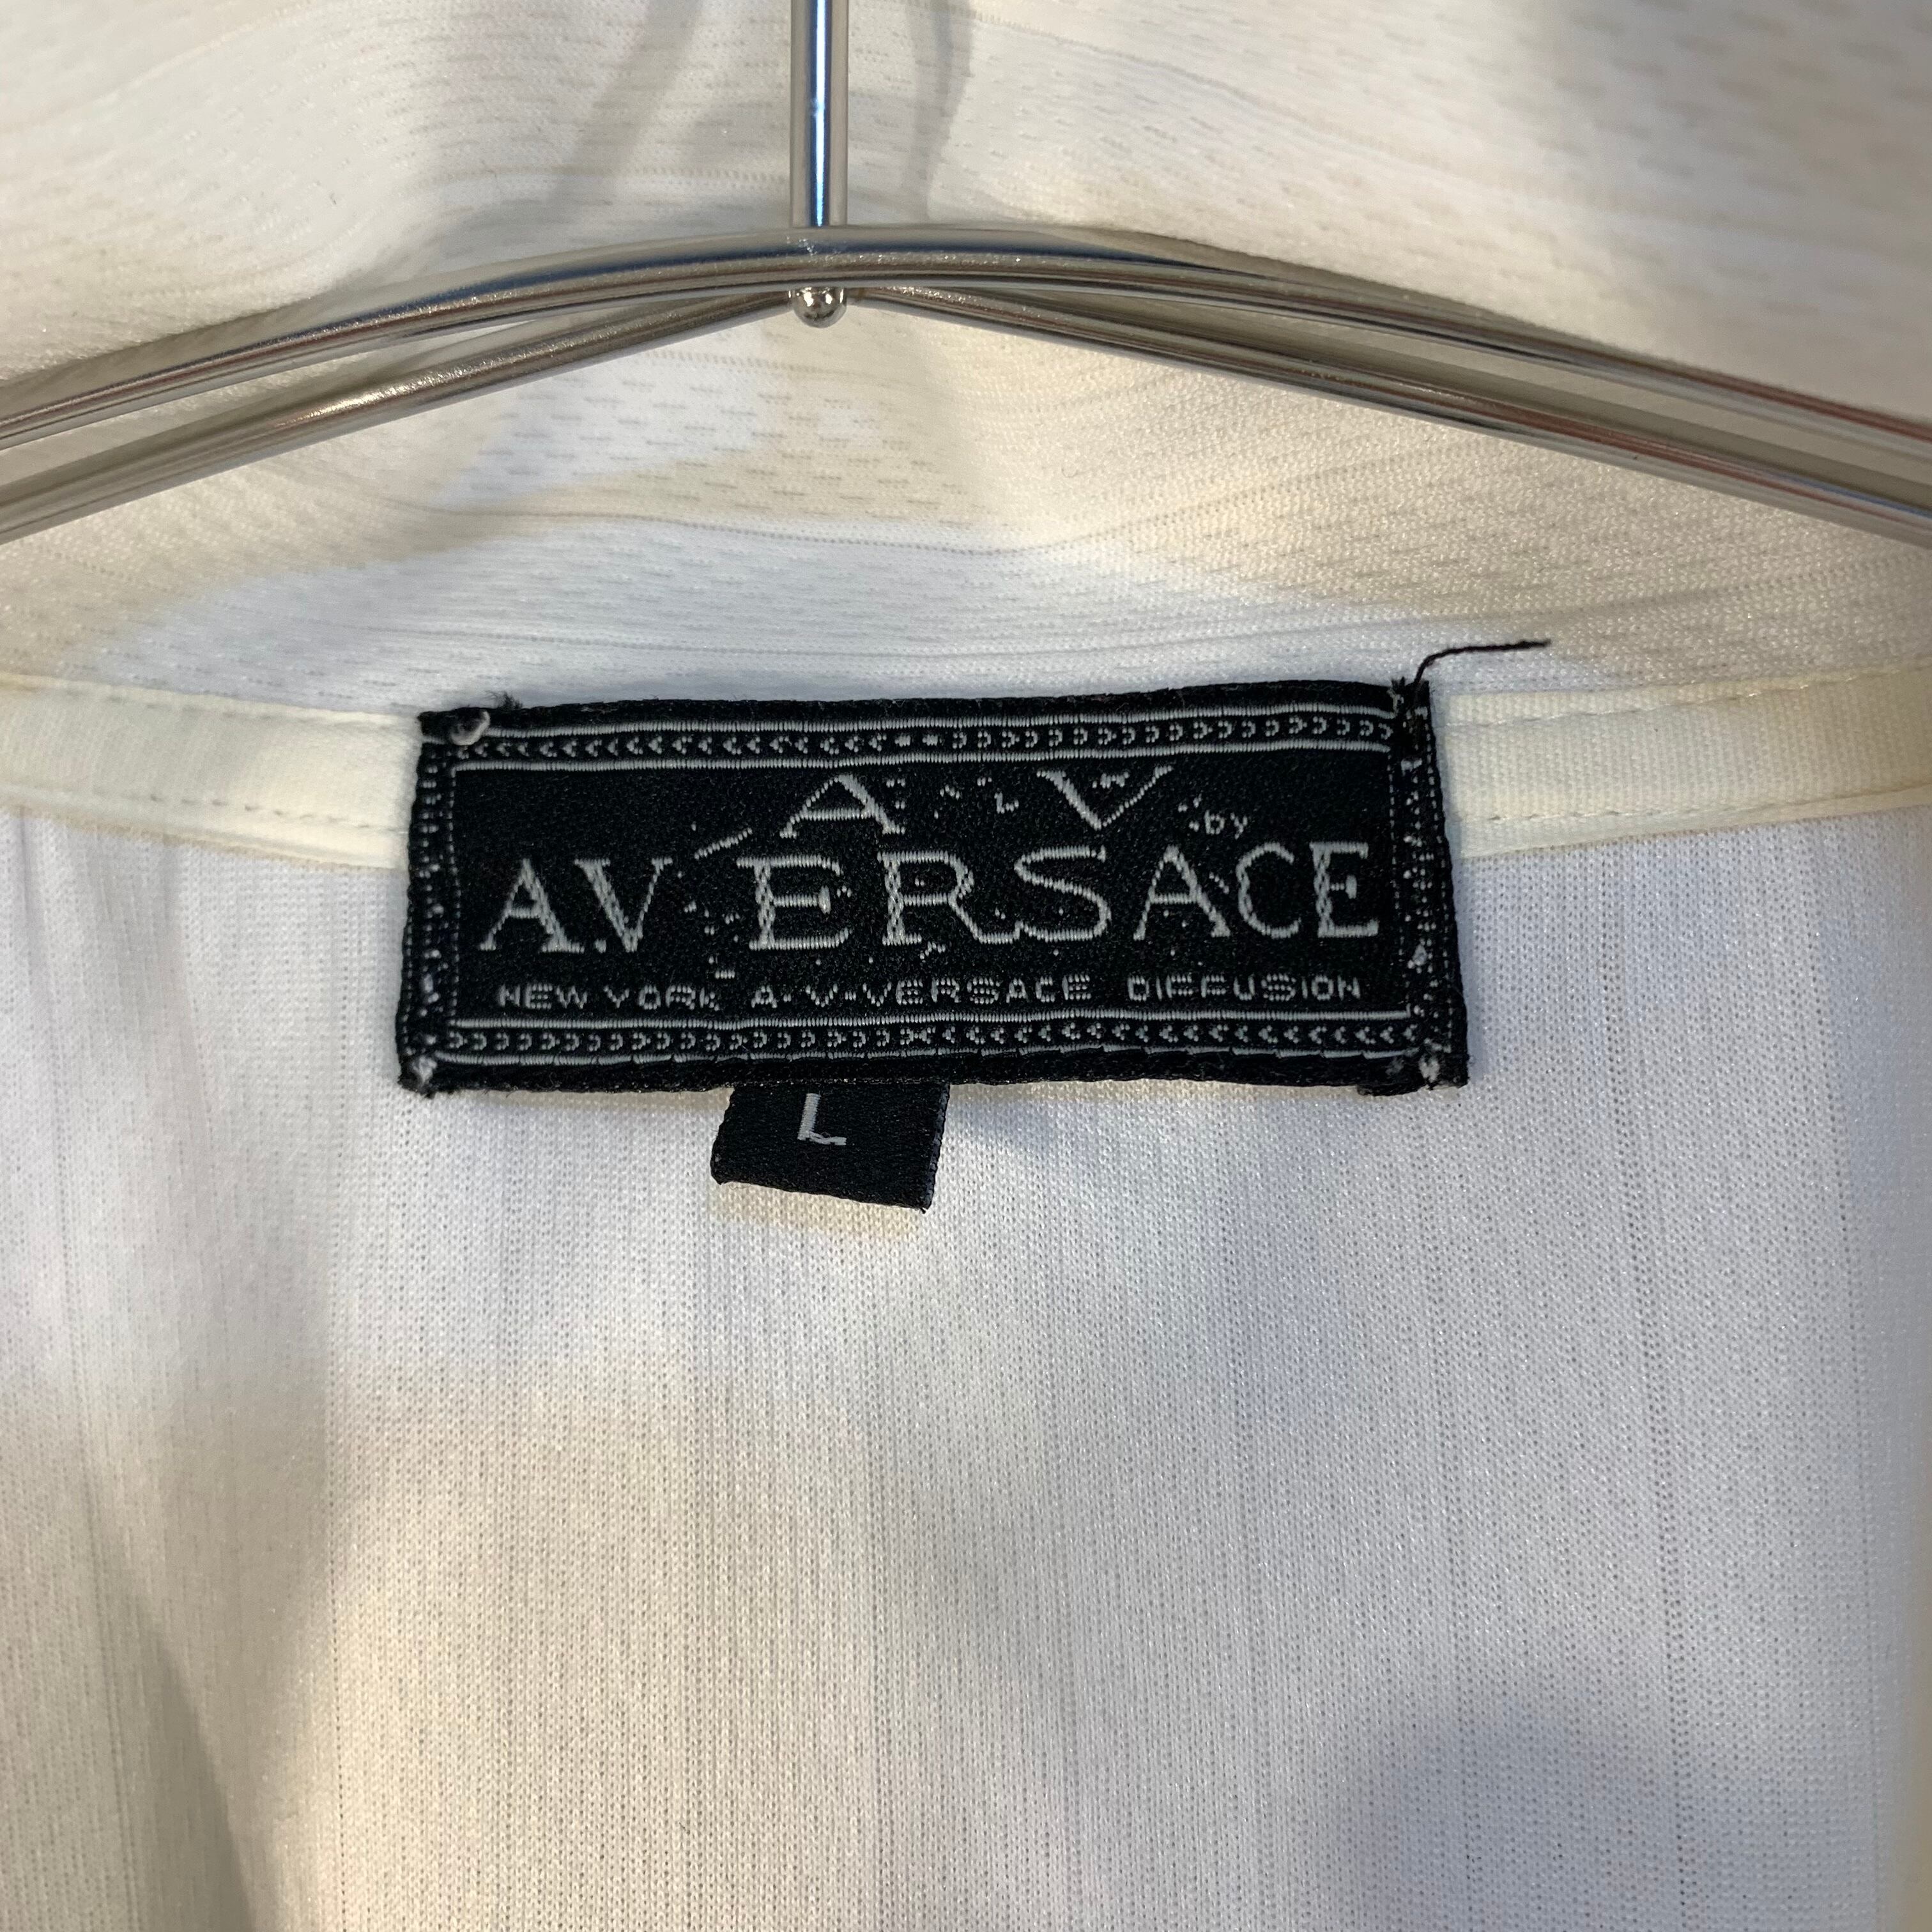 A.V by
A.V ERSACE
NEW YORK A-V-VERSACE DIFFUSION
L